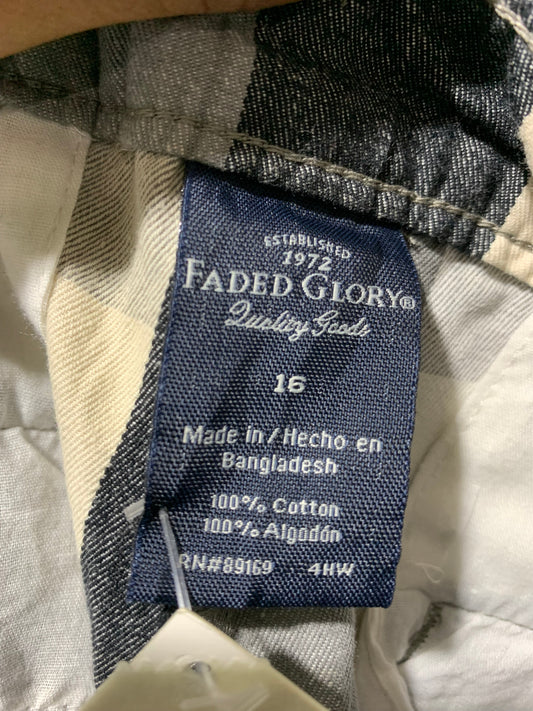 ESTABLISHED
1972
FADED GLORY®
Quality Goods
16
Made in / Hecho en
Bangladesh
100% Cotton
100% Algodón
RN#89169 4HW